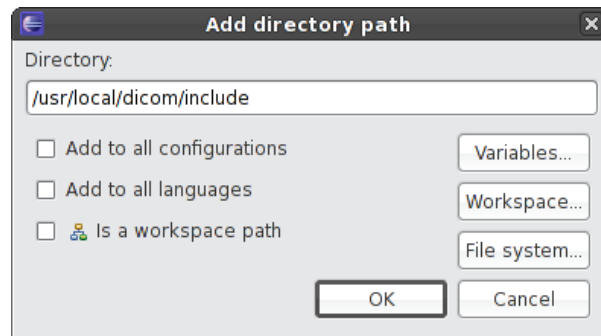 Add directory path
Directory:
/usr/local/dicom/include
Add to all configurations
Variables...
Add to all languages
Workspace...
Is a workspace path
File system...
OK
Cancel